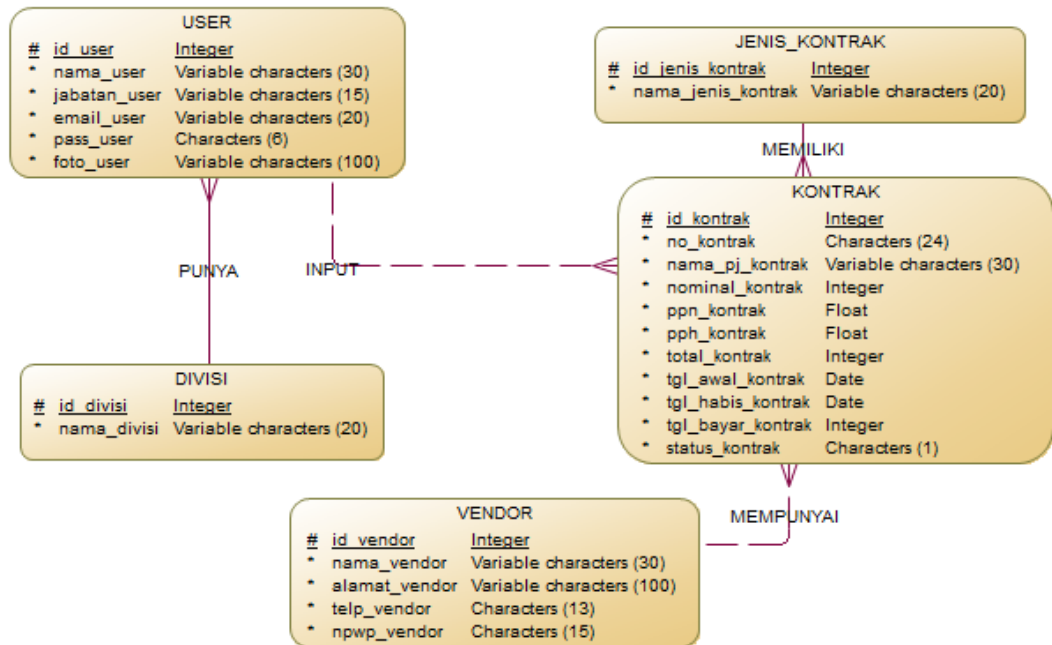 USER
# id_user Integer
* nama_user Variable characters (30)
* jabatan_user Variable characters (15)
* email_user Variable characters (20)
* pass_user Characters (6)
* foto_user Variable characters (100)
JENIS_KONTRAK
# id_jenis_kontrak Integer
* nama_jenis_kontrak Variable characters (20)
MEMILIKI
PUNYA
INPUT
KONTRAK
# id_kontrak Integer
* no_kontrak Characters (24)
* nama_pj_kontrak Variable characters (30)
* nominal_kontrak Integer
* ppn_kontrak Float
* pph_kontrak Float
* total_kontrak Integer
* tgl_awal_kontrak Date
* tgl_habis_kontrak Date
* tgl_bayar_kontrak Integer
* status_kontrak Characters (1)
DIVISI
# id_divisi Integer
* nama_divisi Variable characters (20)
MEMPUNYAI
VENDOR
# id_vendor Integer
* nama_vendor Variable characters (30)
* alamat_vendor Variable characters (100)
* telp_vendor Characters (13)
* npwp_vendor Characters (15)